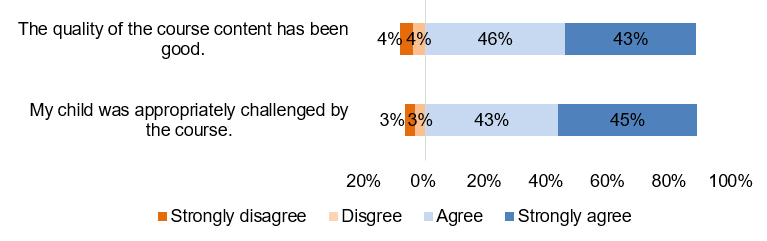 The quality of the course content has been
good.
4% 4% 46% 43%
My child was appropriately challenged by
the course.
3% 3% 43% 45%
20% 0% 20% 40% 60% 80% 100%
Strongly disagree Disgree Agree Strongly agree